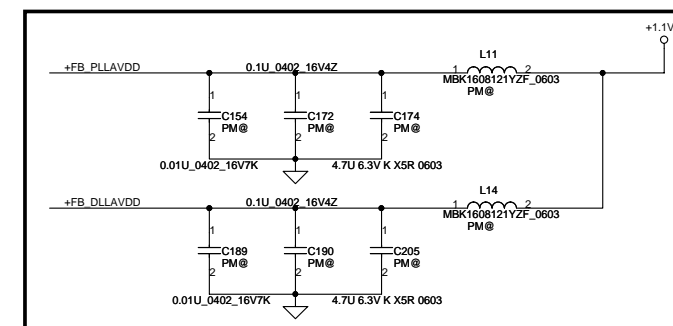 +1.1V
L11
+FB_PLLAVDD 0.1U_0402_16V4Z 1 2
MBK1608121YZF_0603
PM@
1 1 1
C154 C172 C174
PM@ PM@ PM@
2 2 2
0.01U_0402_16V7K 4.7U 6.3V K X5R 0603
L14
+FB_DLLAVDD 0.1U_0402_16V4Z 1 2
MBK1608121YZF_0603
PM@
1 1 1
C189 C190 C205
PM@ PM@ PM@
2 2 2
0.01U_0402_16V7K 4.7U 6.3V K X5R 0603